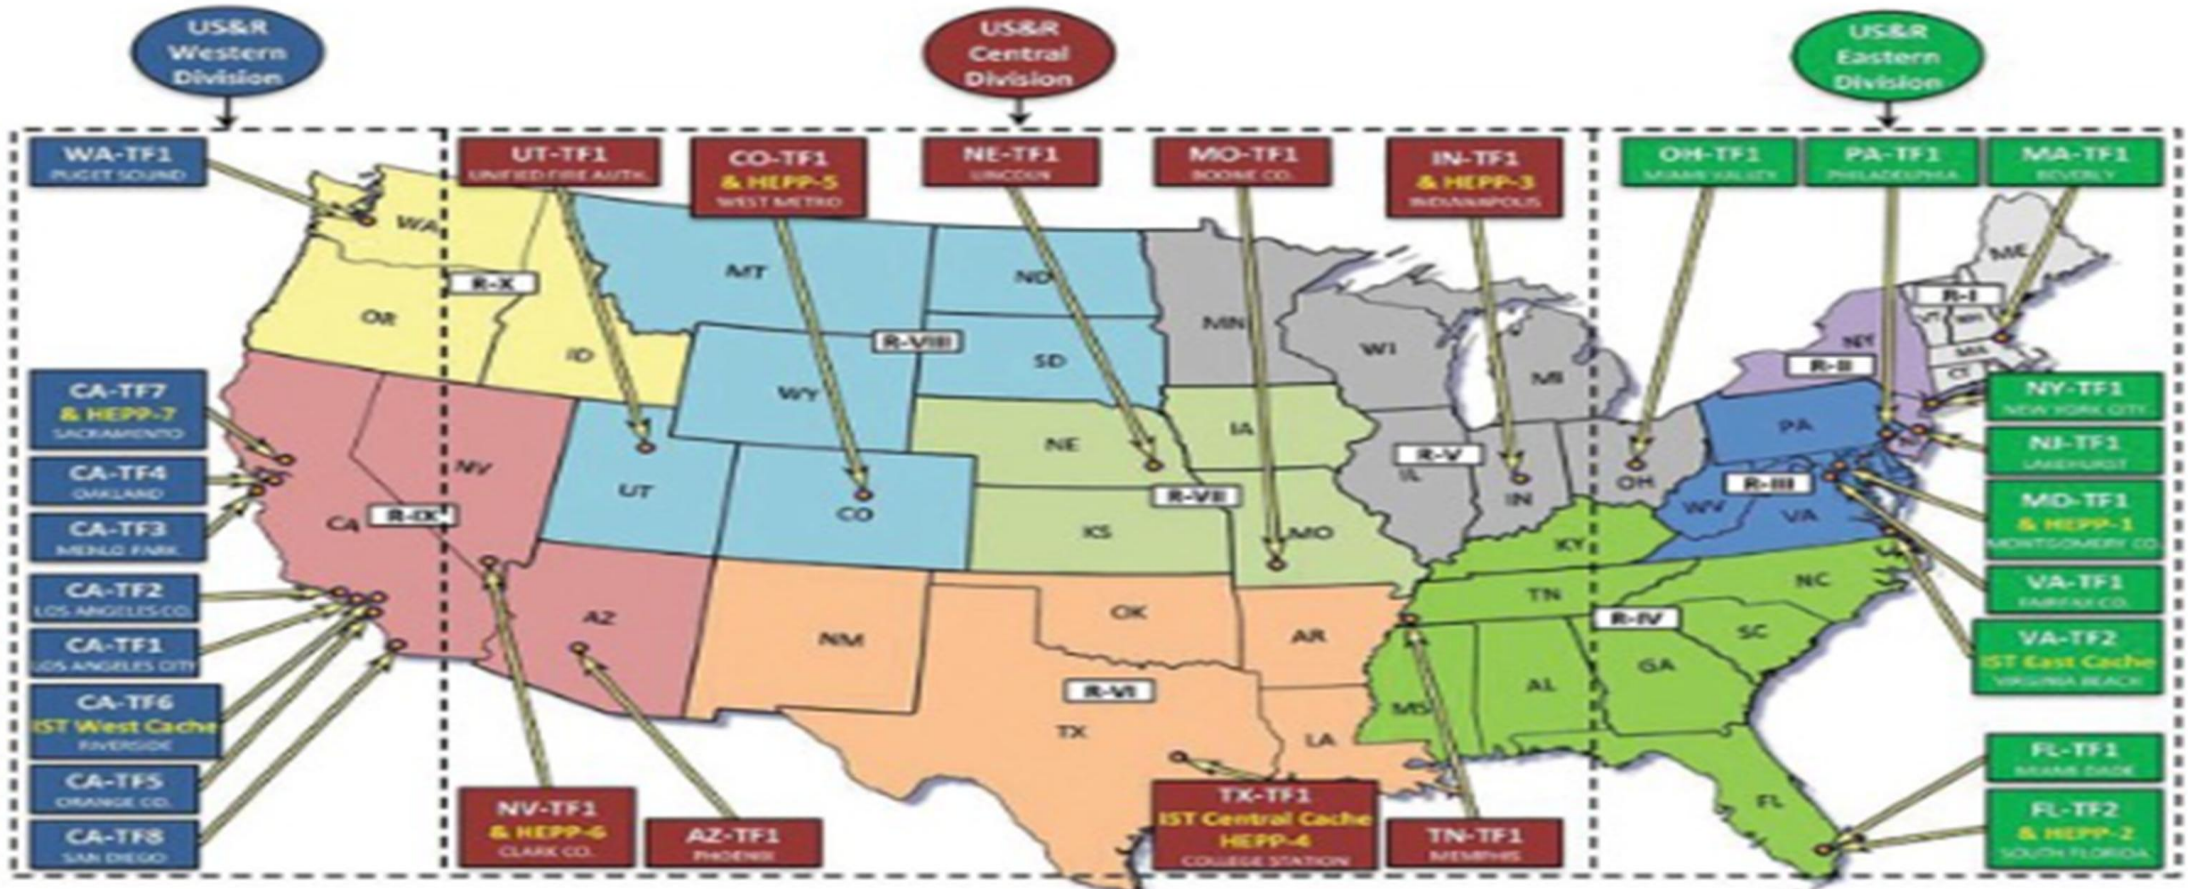 US&R
Western
Division
US&R
Central
Division
US&R
Eastern
Division
WA-TF1
PUGET SOUND
UT-TF1
UNIFIED FIRE AUTH.
CO-TF1
& HEPP-5
WEST METRO
NE-TF1
LINCOLN
MO-TF1
BOONE CO.
IN-TF1
& HEPP-3
INDIANAPOLIS
OH-TF1
MIAMI VALLEY
PA-TF1
PHILADELPHIA
MA-TF1
BEVERLY
CA-TF7
& HEPP-7
SACRAMENTO
CA-TF4
OAKLAND
CA-TF3
MENLO PARK
CA-TF2
LOS ANGELES CO.
CA-TF1
LOS ANGELES CITY
CA-TF6
IST West Cache
RIVERSIDE
CA-TF5
ORANGE CO.
CA-TF8
SAN DIEGO
NV-TF1
& HEPP-6
CLARK CO.
AZ-TF1
PHOENIX
TX-TF1
IST Central Cache
HEPP-4
COLLEGE STATION
TN-TF1
MEMPHIS
NY-TF1
NEW YORK CITY
NJ-TF1
LAKEHURST
MD-TF1
& HEPP-1
MONTGOMERY CO
VA-TF1
FAIRFAX CO.
VA-TF2
IST East Cache
VIRGINIA BEACH
FL-TF1
MIAMI DADE
FL-TF2
& HEPP-2
SOUTH FLORIDA
WA
OR
ID
R-X
MT
ND
SD
WY
UT
CO
R-VIII
CA
NV
AZ
R-IX
NE
IA
KS
MO
R-VII
NM
OK
AR
TX
LA
R-VI
MN
WI
MI
IL
IN
OH
R-V
KY
TN
NC
SC
MS
AL
GA
FL
R-IV
PA
WV
VA
R-III
NY
NJ
R-II
ME
VT
NH
MA
CT
R-I